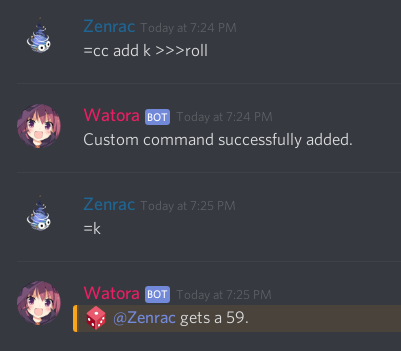 Zenrac Today at 7:24 PM
=cc add k >>>roll
Watora BOT Today at 7:24 PM
Custom command successfully added.
Zenrac Today at 7:25 PM
=k
Watora BOT Today at 7:25 PM
@Zenrac gets a 59.